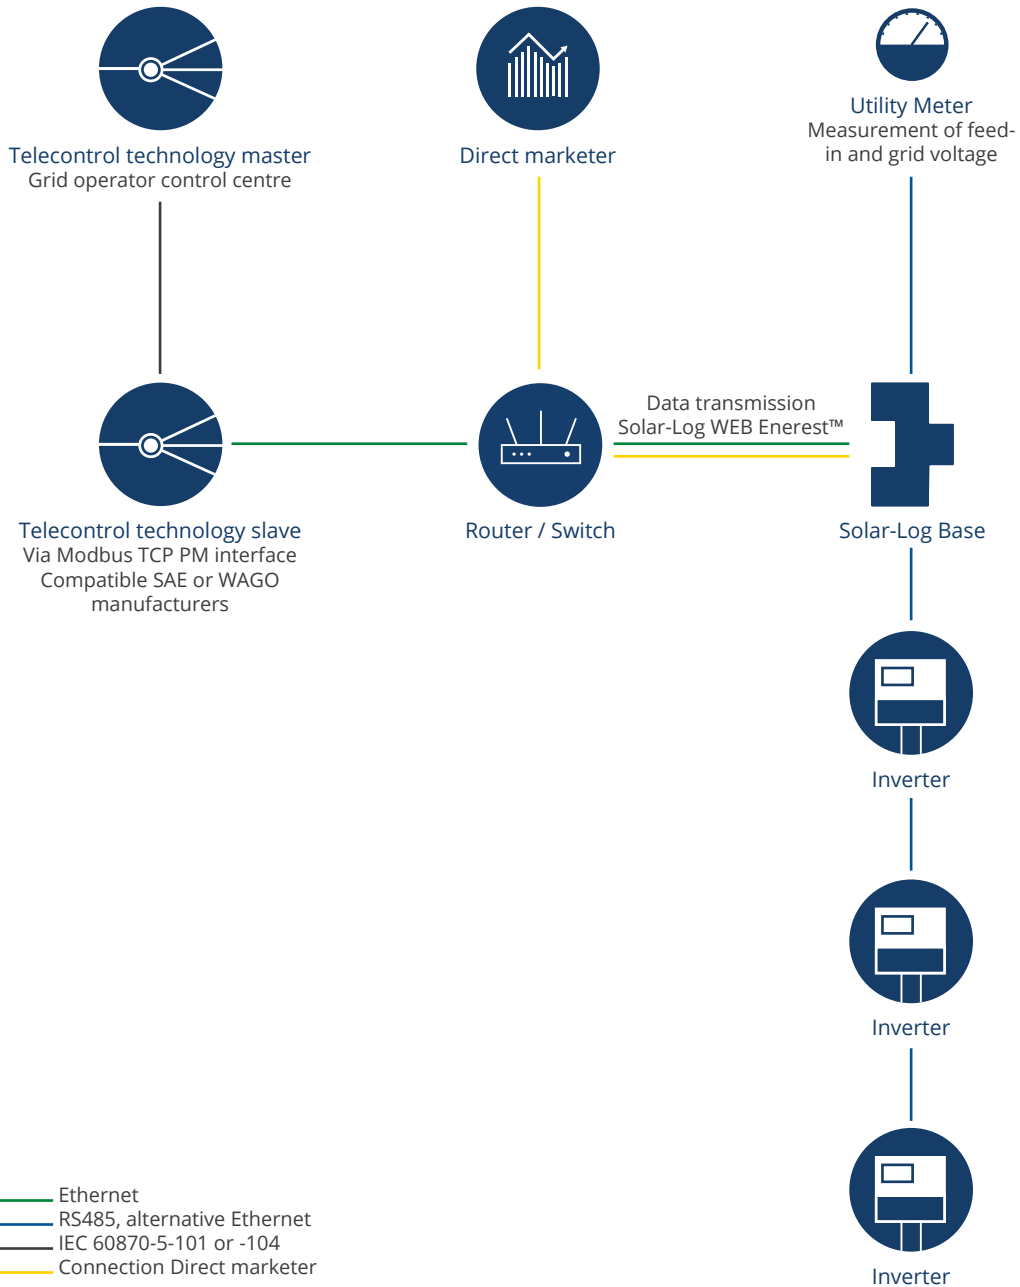 Telecontrol technology master
Grid operator control centre
Direct marketer
Utility Meter
Measurement of feed-
in and grid voltage
Data transmission
Solar-Log WEB Enerest™
Telecontrol technology slave
Via Modbus TCP PM interface
Compatible SAE or WAGO
manufacturers
Router / Switch
Solar-Log Base
Inverter
Inverter
Inverter
Ethernet
RS485, alternative Ethernet
IEC 60870-5-101 or -104
Connection Direct marketer